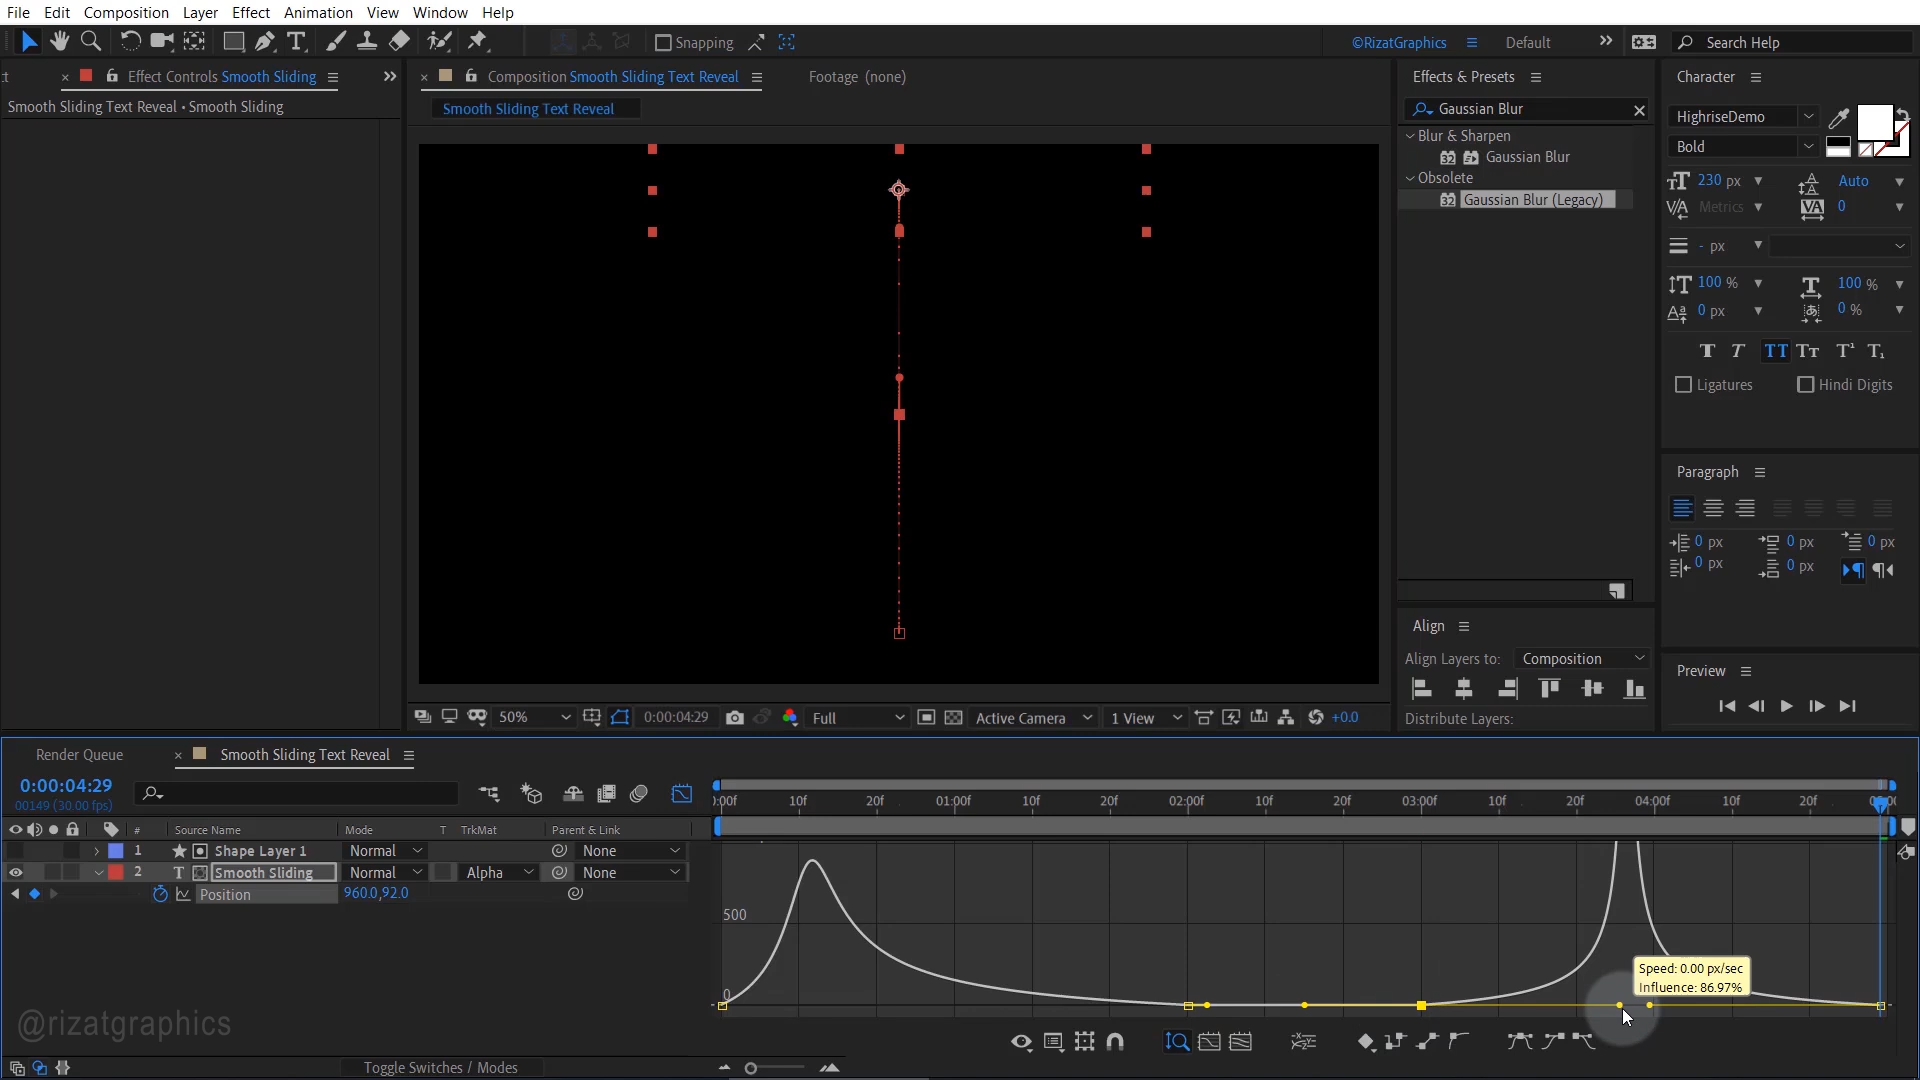 File Edit Composition Layer Effect Animation View Window Help
Snapping
©RizatGraphics Default Search Help
Effect Controls Smooth Sliding
Smooth Sliding Text Reveal • Smooth Sliding
Composition Smooth Sliding Text Reveal Footage (none)
Smooth Sliding Text Reveal
50% 0:00:04:29 Full Active Camera 1 View +0.0
Effects & Presets
Gaussian Blur
Blur & Sharpen
32 Gaussian Blur
Obsolete
32 Gaussian Blur (Legacy)
Align
Align Layers to: Composition
Distribute Layers:
Character
HighriseDemo
Bold
230 px Auto
Metrics 0
- px
100 % 100 %
0 px 0 %
Ligatures Hindi Digits
Paragraph
0 px 0 px 0 px
0 px 0 px
Preview
Render Queue Smooth Sliding Text Reveal
0:00:04:29
00149 (30.00 fps)
):00f 10f 20f 01:00f 10f 20f 02:00f 10f 20f 03:00f 10f 20f 04:00f 10f 20f
# Source Name Mode T TrkMat Parent & Link
1 Shape Layer 1 Normal None
2 T Smooth Sliding Normal Alpha None
Position 960.0,92.0
500
0
Speed: 0.00 px/sec
Influence: 86.97%
@rizatgraphics
Toggle Switches / Modes